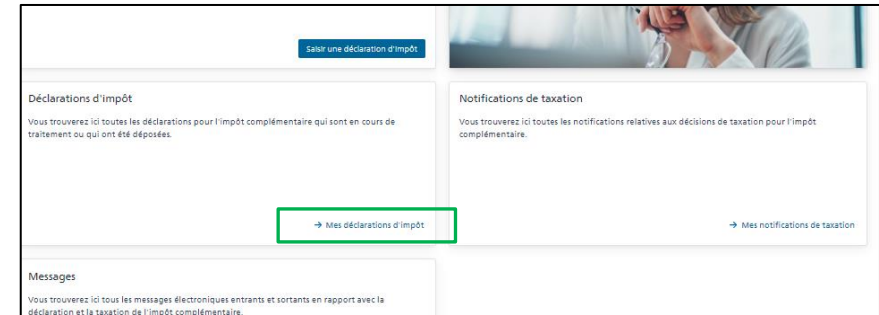 Saisir une déclaration d'impôt
Déclarations d'impôt
Vous trouverez ici toutes les déclarations pour l'impôt complémentaire qui sont en cours de
traitement ou qui ont été déposées.
→ Mes déclarations d'impôt
Notifications de taxation
Vous trouverez ici toutes les notifications relatives aux décisions de taxation pour l'impôt
complémentaire.
→ Mes notifications de taxation
Messages
Vous trouverez ici tous les messages électroniques entrants et sortants en rapport avec la
déclaration et la taxation de l'impôt complémentaire.